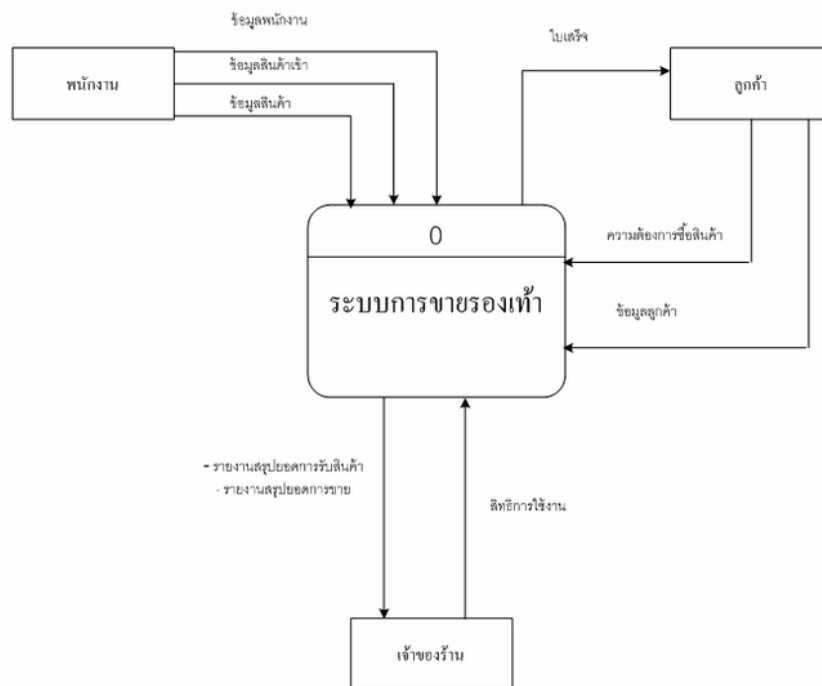 ข้อมูลพนักงาน
ใบเสร็จ
พนักงาน
ข้อมูลสินค้าเข้า
ข้อมูลสินค้า
ลูกค้า
0
ความต้องการซื้อสินค้า
ระบบการขายรองเท้า
ข้อมูลลูกค้า
- รายงานสรุปยอดการรับสินค้า
- รายงานสรุปยอดการขาย
สิทธิการใช้งาน
เจ้าของร้าน